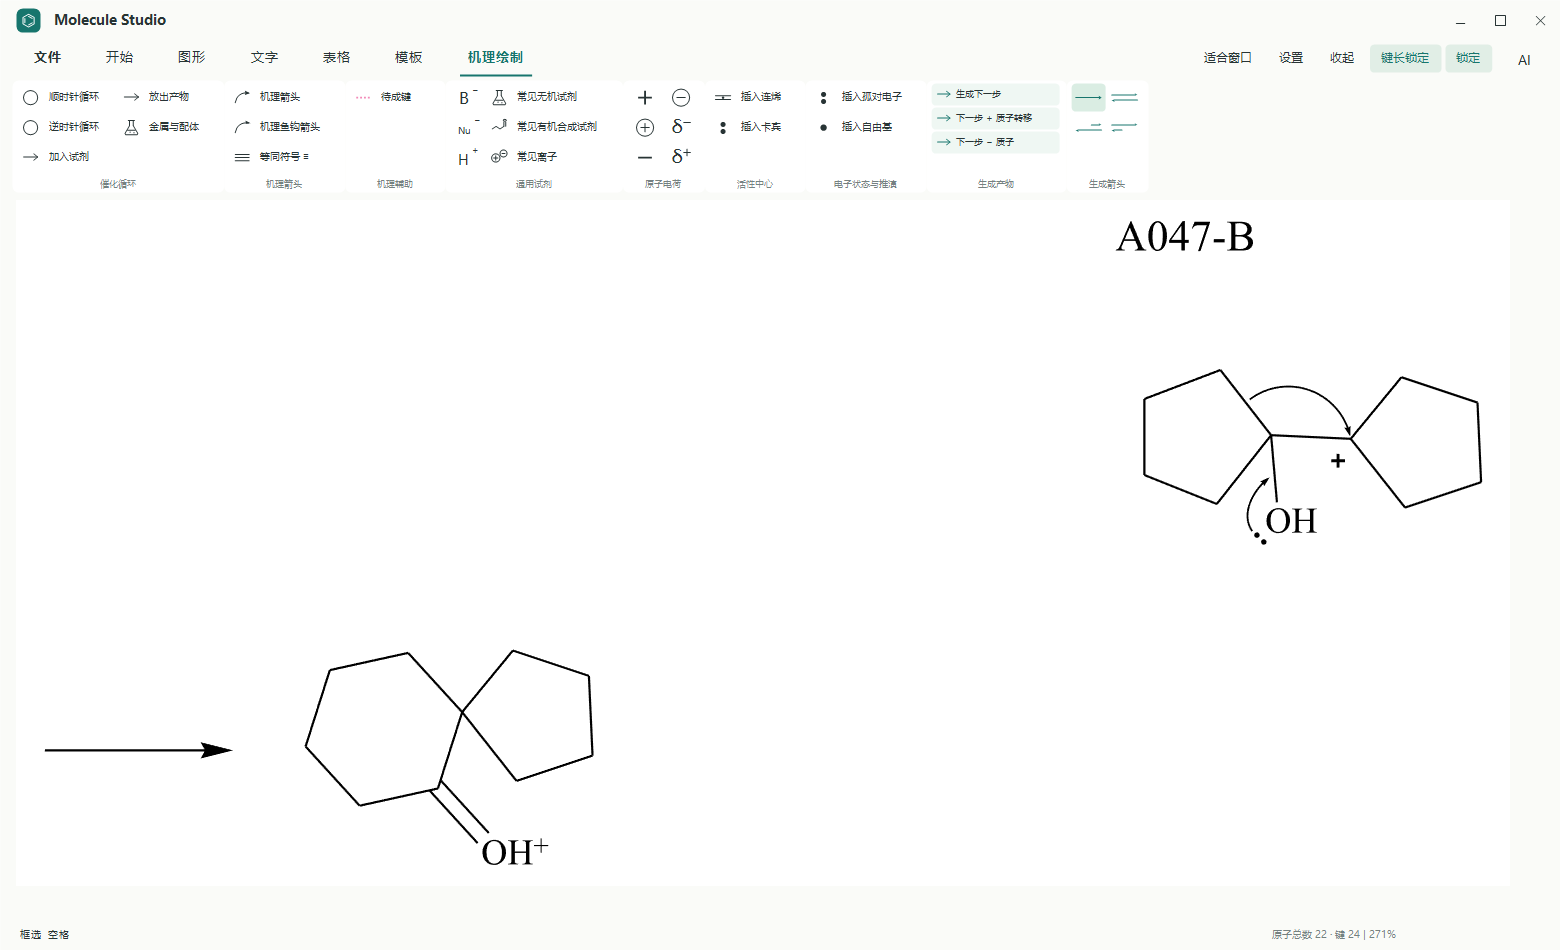 Molecule Studio
文件 开始 图形 文字 表格 模板 机理绘制 适合窗口 设置 收起 键长锁定 锁定 AI
顺时针循环 放出产物
逆时针循环 金属与配体
加入试剂
催化循环
机理箭头
机理鱼钩箭头
等同符号 ≡
机理箭头
待成键
机理辅助
B⁻ 常见无机试剂
Nu⁻ 常见有机合成试剂
H⁺ 常见离子
通用试剂
+ ⊖
⊕ δ⁻
− δ⁺
原子电荷
插入连烯
插入卡宾
活性中心
插入孤对电子
插入自由基
电子状态与推演
生成下一步
下一步 + 质子转移
下一步 − 质子
生成产物
生成箭头
A047-B
+
OH
OH⁺
框选 空格
原子总数 22 · 键 24 | 271%